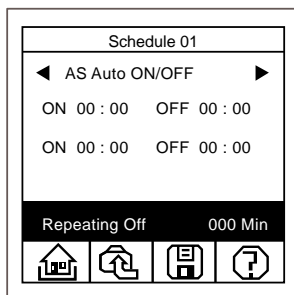 Schedule 01
◀ AS Auto ON/OFF ▶
ON 00 : 00 OFF 00 : 00
ON 00 : 00 OFF 00 : 00
Repeating Off 000 Min
?